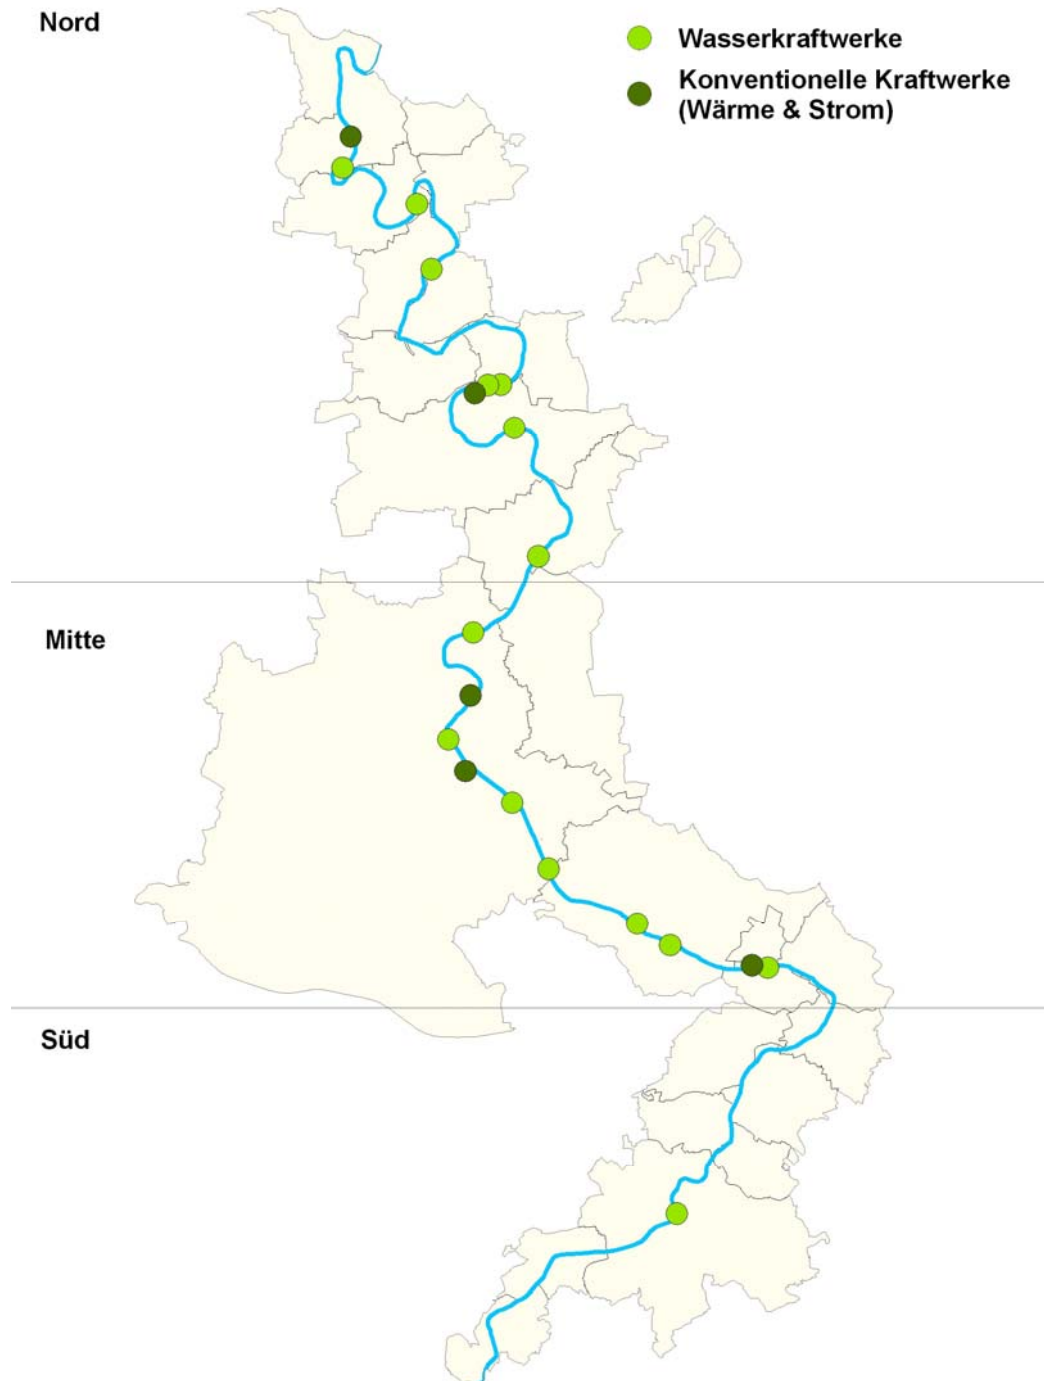 Nord
Wasserkraftwerke
Konventionelle Kraftwerke
(Wärme & Strom)
Mitte
Süd